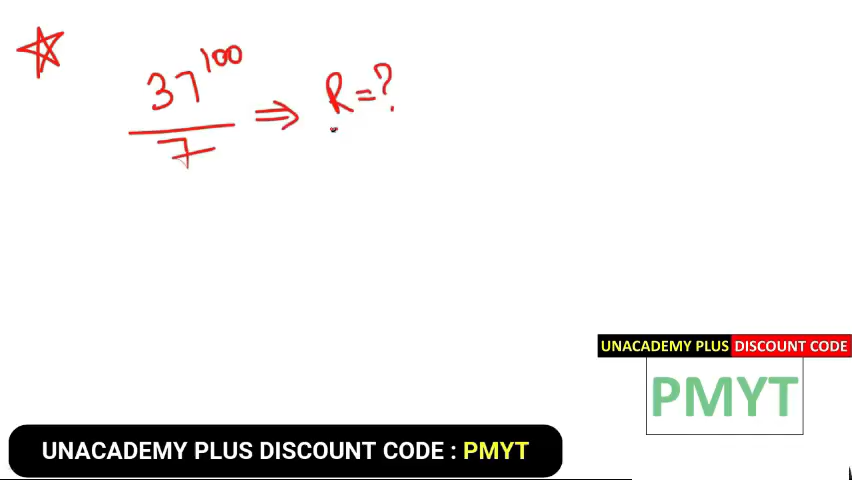 37^100
7 ⇒ R=?
UNACADEMY PLUS DISCOUNT CODE
PMYT
UNACADEMY PLUS DISCOUNT CODE : PMYT